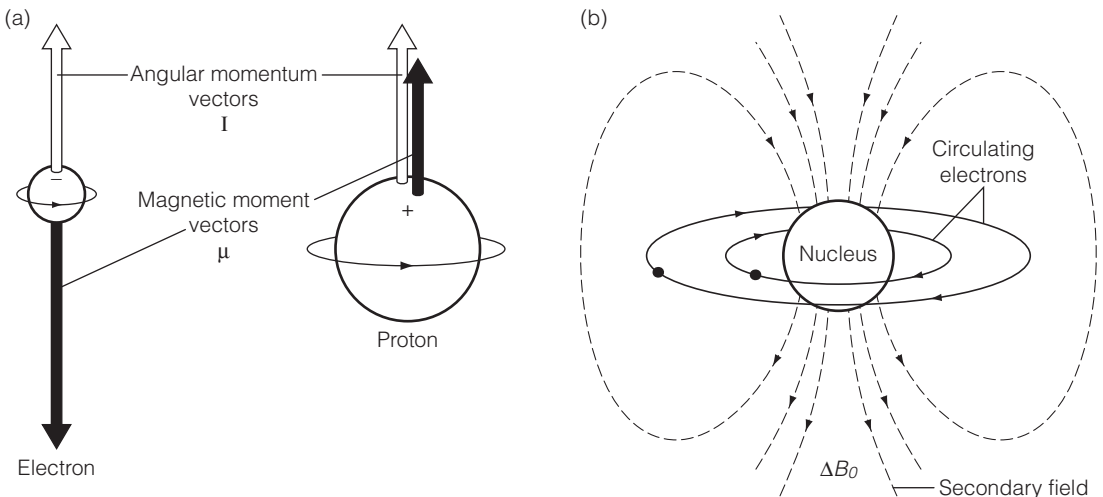 (a)
Angular momentum
vectors
I
−
Magnetic moment
vectors
μ
+
Proton
Electron
(b)
Circulating
electrons
Nucleus
ΔB₀
Secondary field